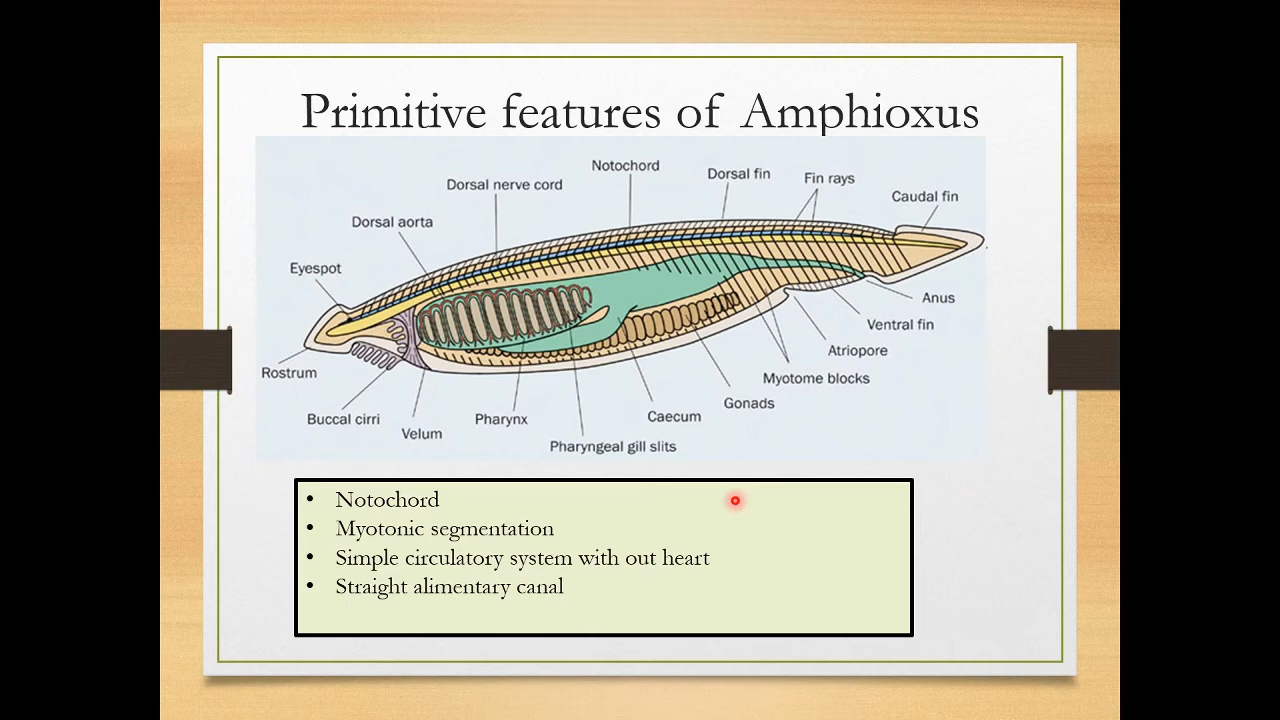 Primitive features of Amphioxus
Notochord
Dorsal fin
Fin rays
Dorsal nerve cord
Caudal fin
Dorsal aorta
Eyespot
Anus
Ventral fin
Atriopore
Rostrum
Myotome blocks
Gonads
Buccal cirri
Pharynx
Caecum
Velum
Pharyngeal gill slits
• Notochord
• Myotonic segmentation
• Simple circulatory system with out heart
• Straight alimentary canal